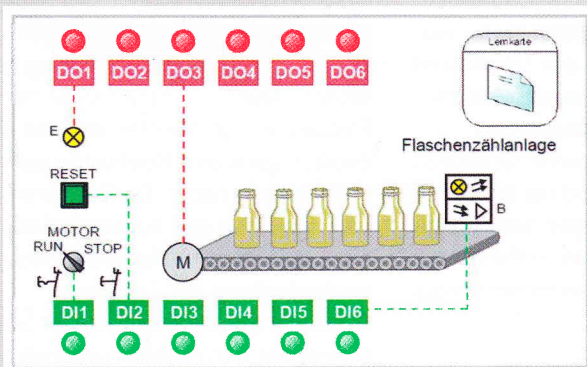 DO1 DO2 DO3 DO4 DO5 DO6
Lernkarte
E
Flaschenzählanlage
RESET
B
MOTOR
RUN STOP
M
DI1 DI2 DI3 DI4 DI5 DI6